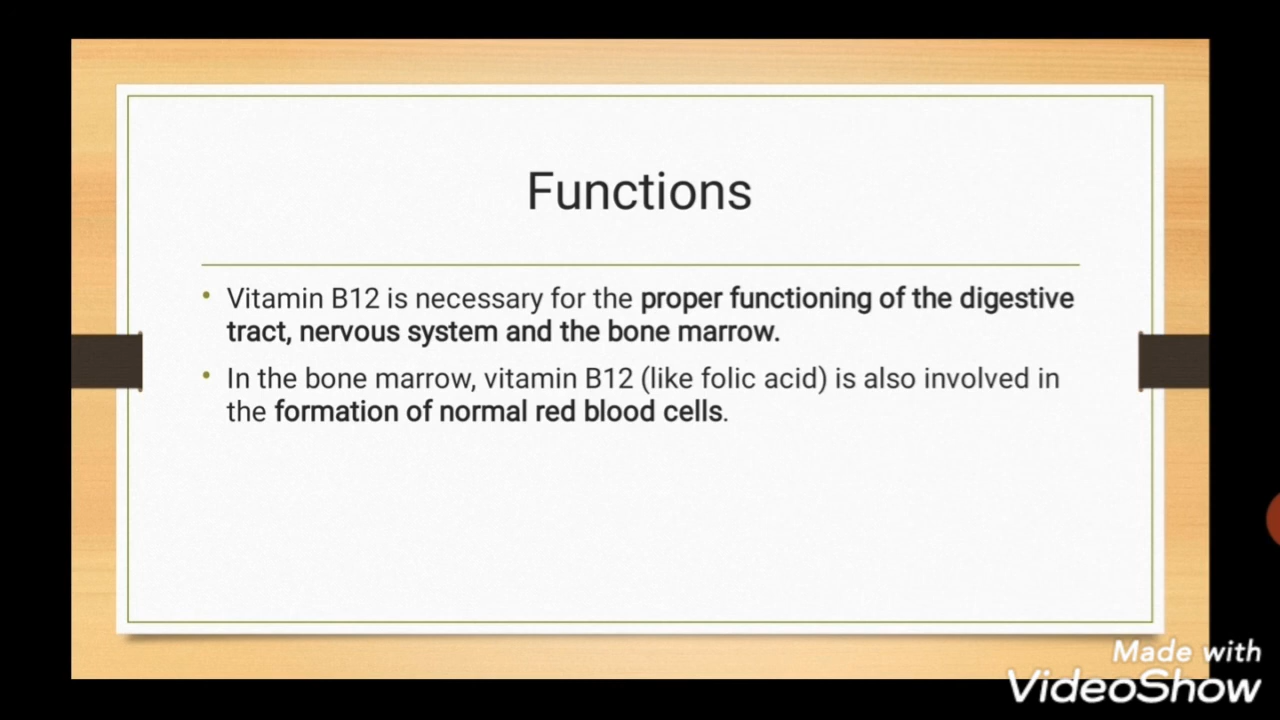 Functions
• Vitamin B12 is necessary for the proper functioning of the digestive
tract, nervous system and the bone marrow.
• In the bone marrow, vitamin B12 (like folic acid) is also involved in
the formation of normal red blood cells.
Made with
VideoShow